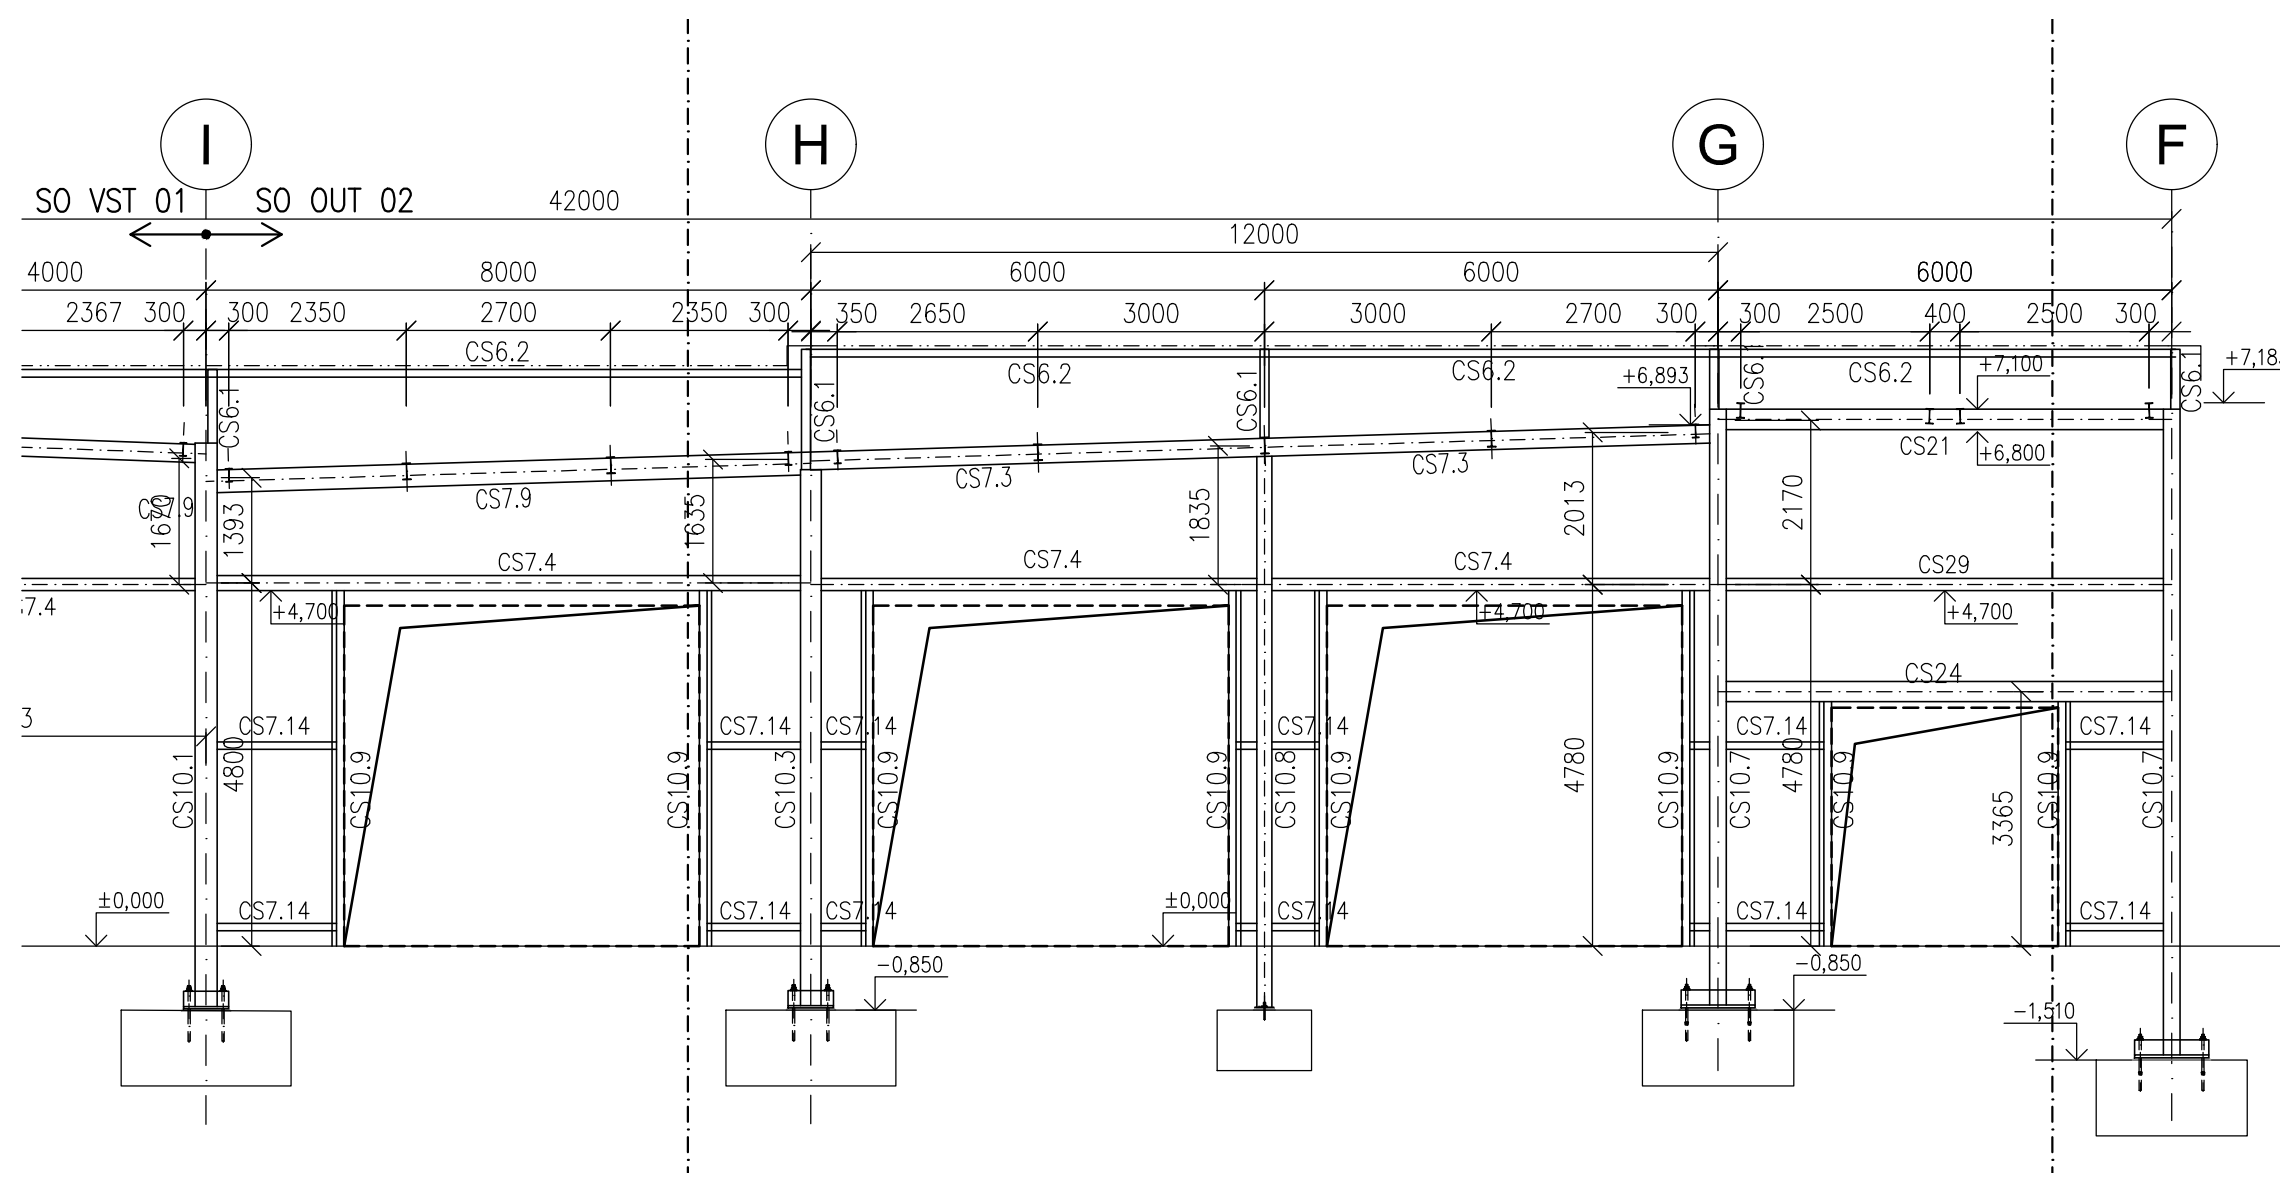 I H G F
SO VST 01 SO OUT 02 42000
12000
4000 8000 6000 6000 6000
2367 300 300 2350 2700 2350 300 350 2650 3000 3000 2700 300 300 2500 400 2500 300
CS6.2 CS6.2 CS6.2 CS6.2
+6,893 +7,100
CS6.1 CS6.1 CS6.1 CS6.1
CS21 +6,800
CS7.9 CS7.9 CS7.3 CS7.3
1393 1635 1835 2013 2170
CS7.4 CS7.4 CS7.4 CS29
+4,700 +4,700 +4,700
CS24
CS7.14 CS7.14 CS7.14 CS7.14 CS7.14 CS7.14
CS10.1 4800 CS10.9 CS10.9 CS10.3 CS10.9 CS10.9 CS10.8 CS10.9 4780 CS10.9 CS10.7 4780 CS10.9 3365 CS10.9 CS10.7
±0,000 ±0,000
CS7.14 CS7.14 CS7.14 CS7.14 CS7.14 CS7.14
-0,850 -0,850
-1,510